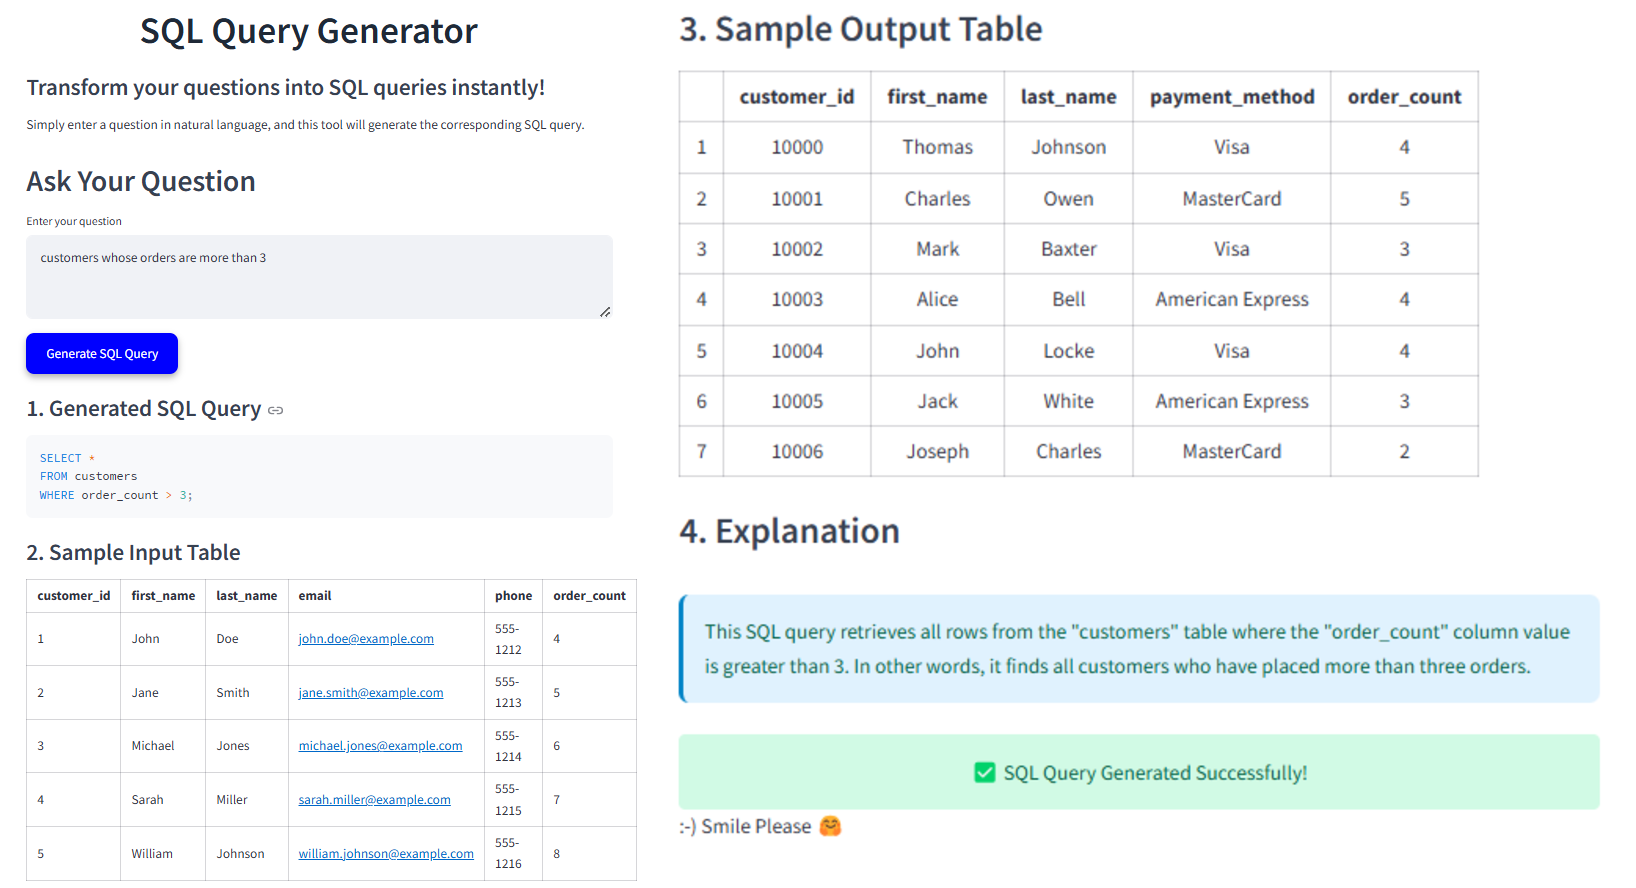 SQL Query Generator
Transform your questions into SQL queries instantly!
Simply enter a question in natural language, and this tool will generate the corresponding SQL query.
Ask Your Question
Enter your question
customers whose orders are more than 3
Generate SQL Query
1. Generated SQL Query
SELECT *
FROM customers
WHERE order_count > 3;
2. Sample Input Table
customer_id first_name last_name email phone order_count
1 John Doe john.doe@example.com 555-1212 4
2 Jane Smith jane.smith@example.com 555-1213 5
3 Michael Jones michael.jones@example.com 555-1214 6
4 Sarah Miller sarah.miller@example.com 555-1215 7
5 William Johnson william.johnson@example.com 555-1216 8
3. Sample Output Table
customer_id first_name last_name payment_method order_count
1 10000 Thomas Johnson Visa 4
2 10001 Charles Owen MasterCard 5
3 10002 Mark Baxter Visa 3
4 10003 Alice Bell American Express 4
5 10004 John Locke Visa 4
6 10005 Jack White American Express 3
7 10006 Joseph Charles MasterCard 2
4. Explanation
This SQL query retrieves all rows from the "customers" table where the "order_count" column value
is greater than 3. In other words, it finds all customers who have placed more than three orders.
✅ SQL Query Generated Successfully!
:-) Smile Please 🤗